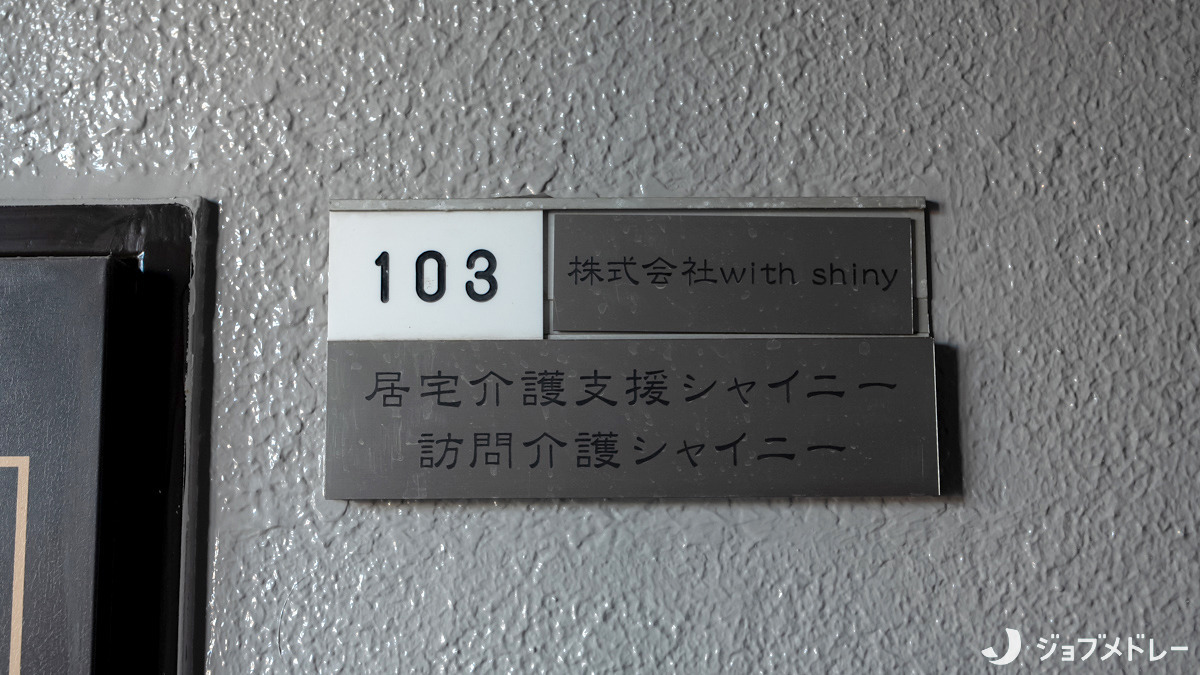 103
株式会社with shiny
居宅介護支援シャイニー
訪問介護シャイニー
ジョブメドレー